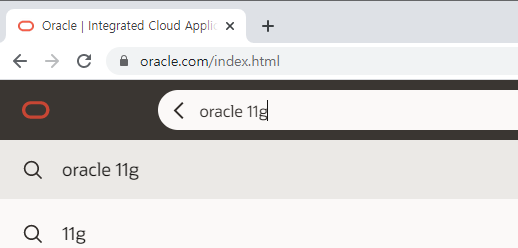 Oracle | Integrated Cloud Applic
oracle.com/index.html
oracle 11g
oracle 11g
11g